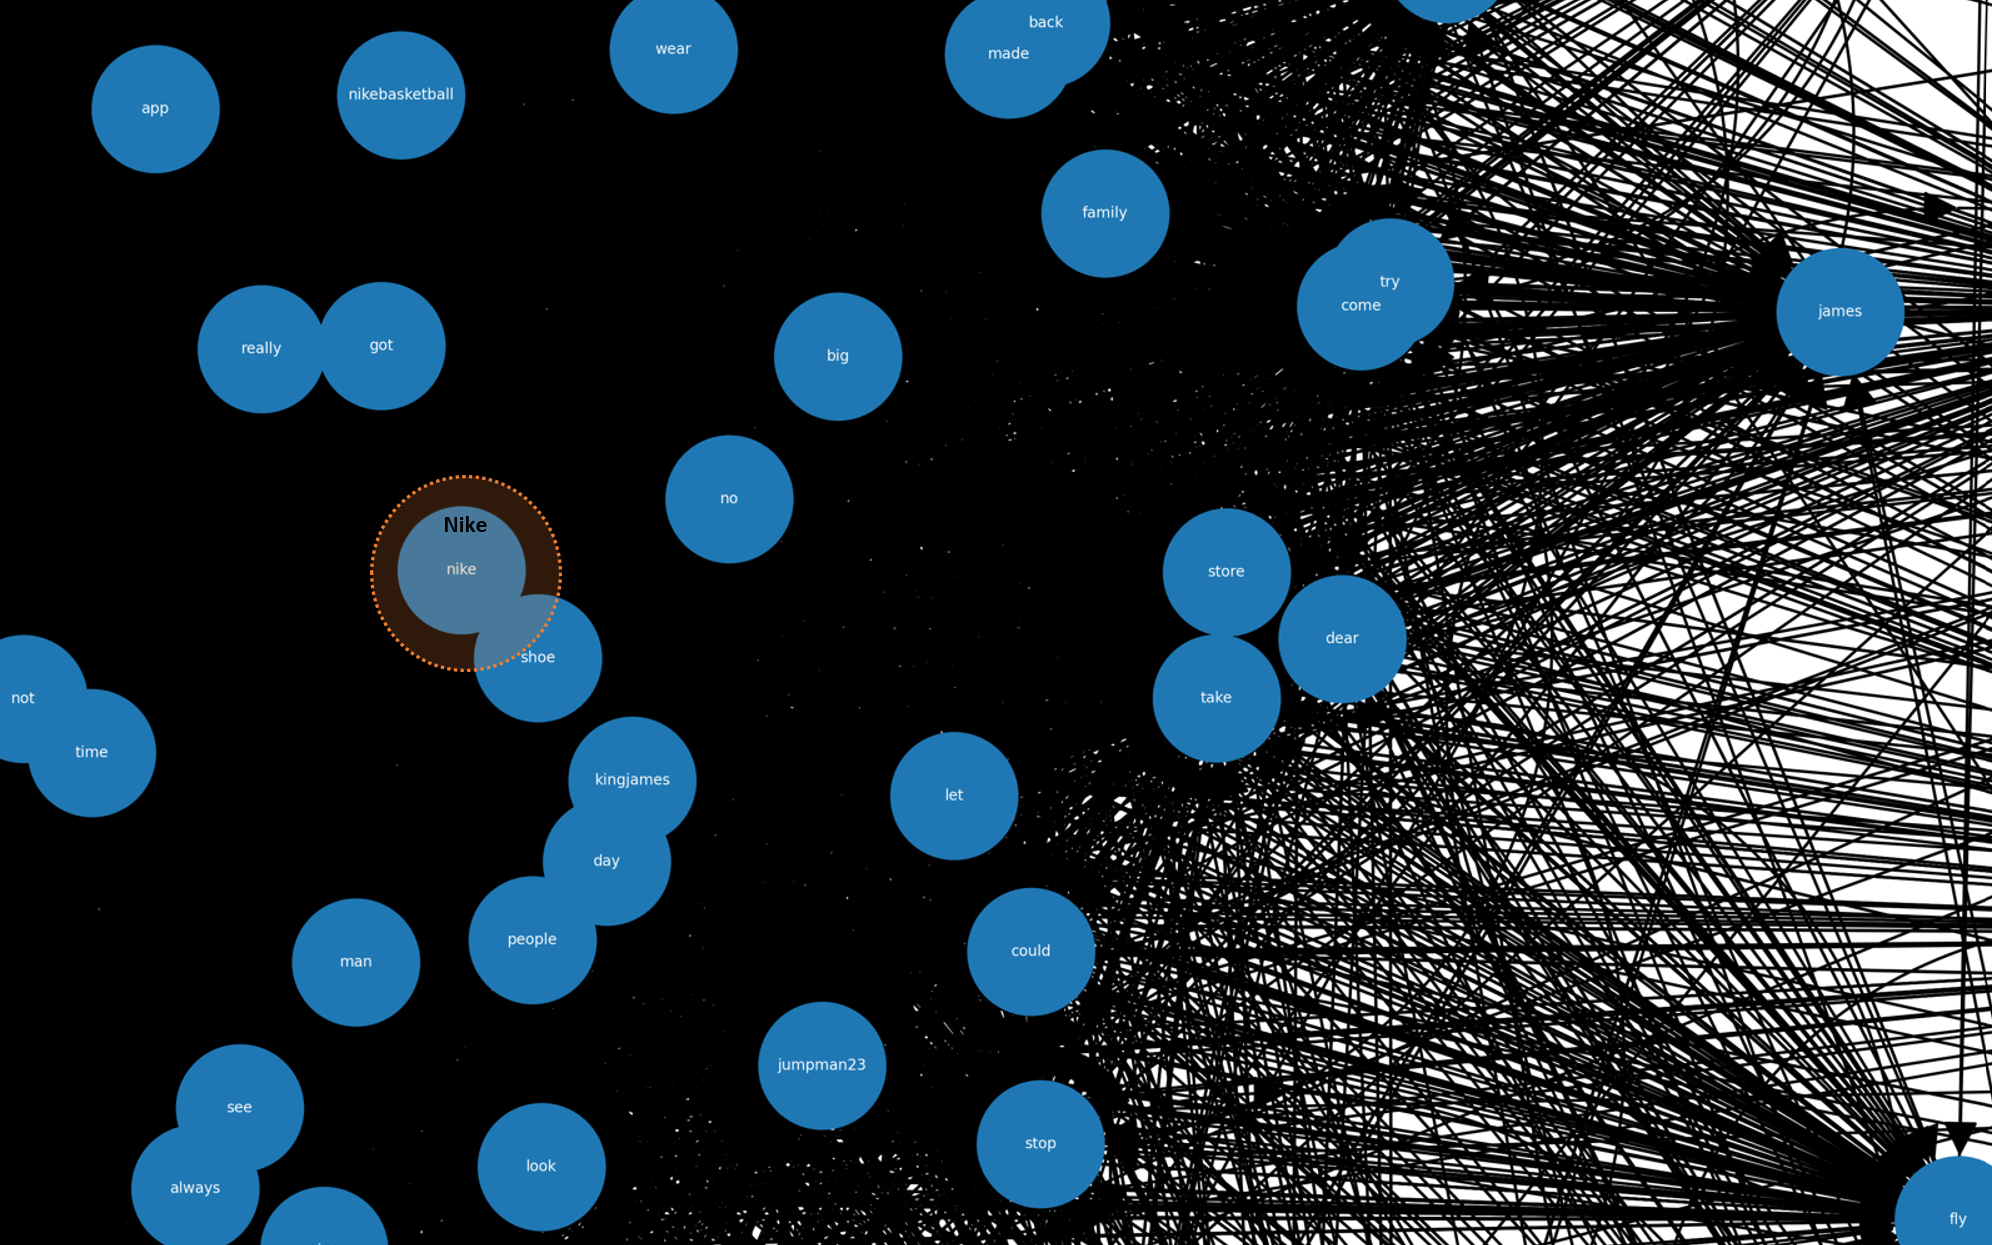 back
wear
made
app
nikebasketball
family
try
come
james
got
really
big
no
Nike
nike
store
dear
shoe
take
not
time
kingjames
let
day
people
could
man
jumpman23
see
stop
look
always
fly